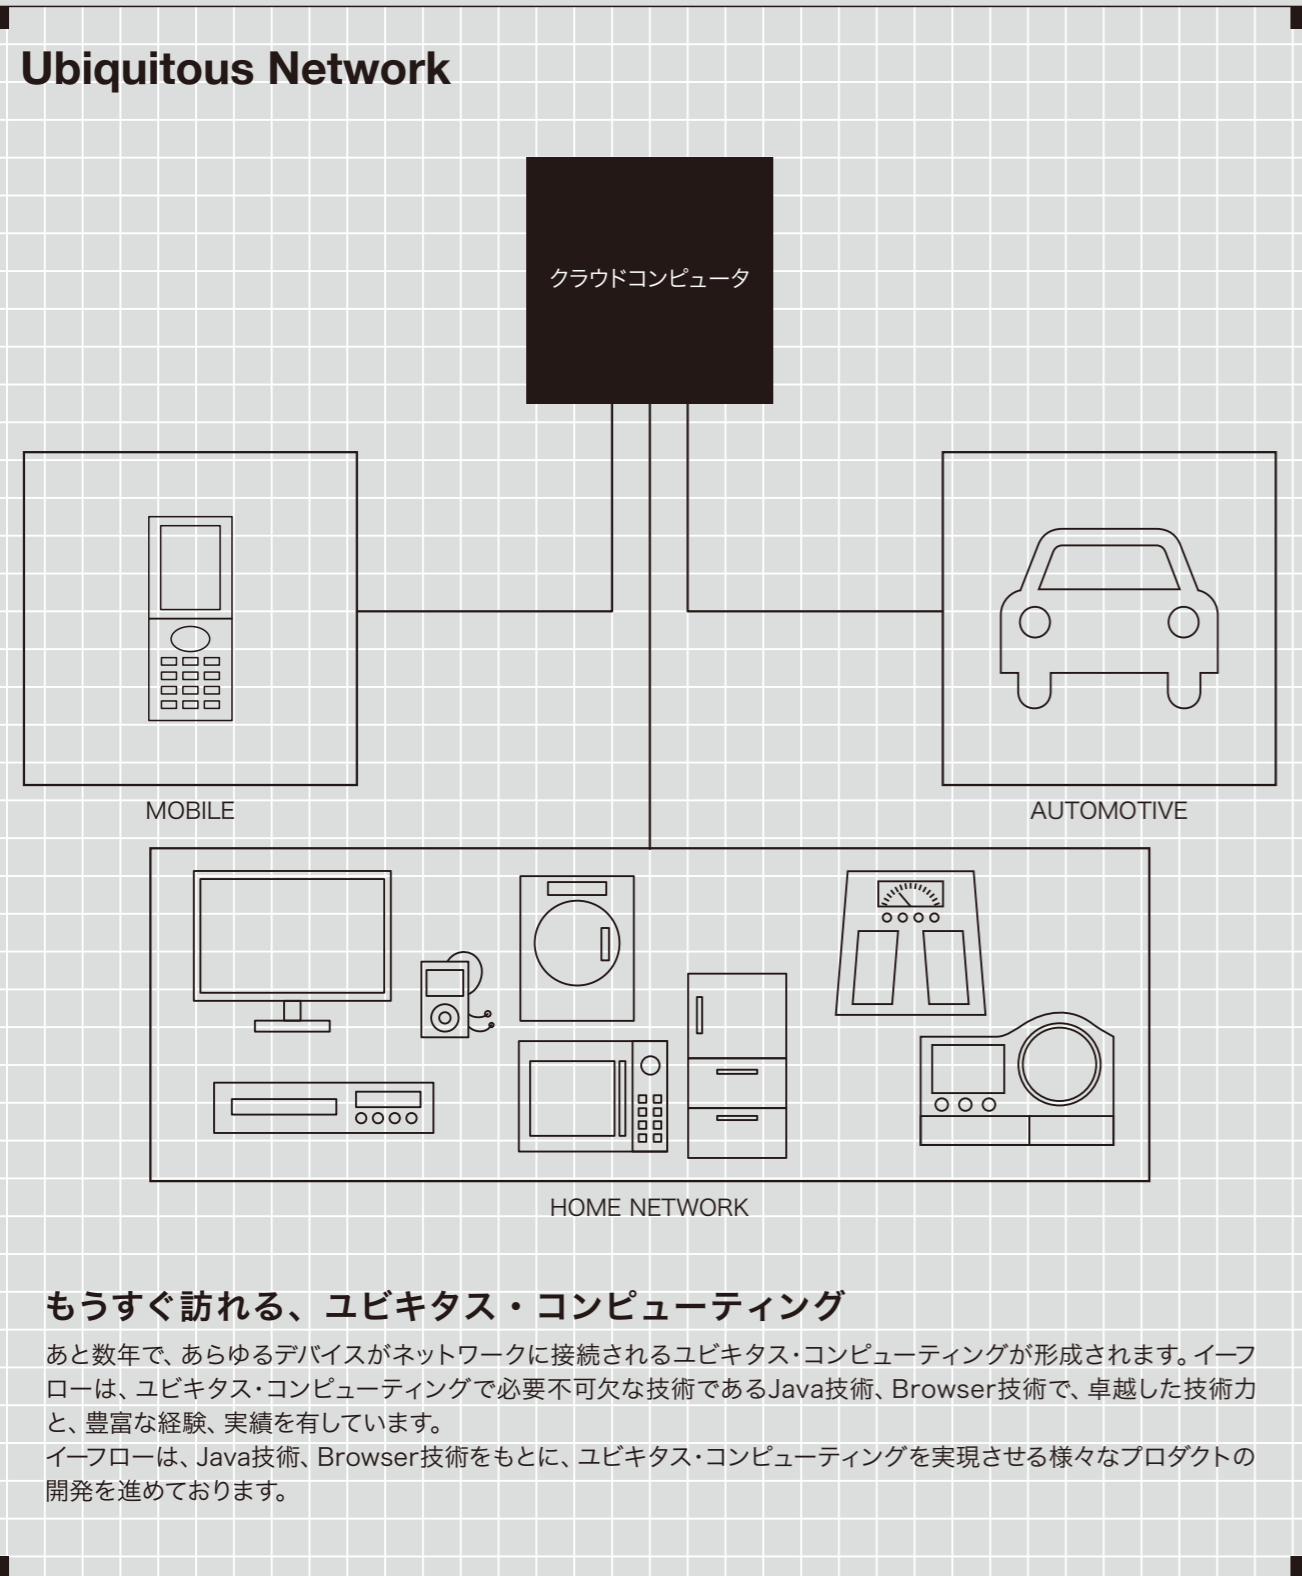 Ubiquitous Network
クラウドコンピュータ
MOBILE
AUTOMOTIVE
HOME NETWORK
もうすぐ訪れる、ユビキタス・コンピューティング
あと数年で、あらゆるデバイスがネットワークに接続されるユビキタス・コンピューティングが形成されます。イーフ
ローは、ユビキタス・コンピューティングで必要不可欠な技術であるJava技術、Browser技術で、卓越した技術力
と、豊富な経験、実績を有しています。
イーフローは、Java技術、Browser技術をもとに、ユビキタス・コンピューティングを実現させる様々なプロダクトの
開発を進めております。